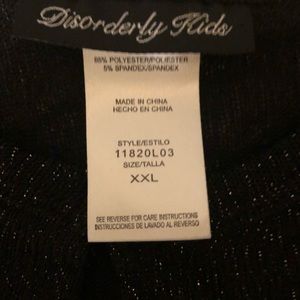 Disorderly Kids
95% POLYESTER/POLIESTER
5% SPANDEX/SPANDEX
MADE IN CHINA
HECHO EN CHINA
STYLE/ESTILO
11820L03
SIZE/TALLA
XXL
SEE REVERSE FOR CARE INSTRUCTIONS
INSTRUCCIONES DE LAVADO AL REVERSO